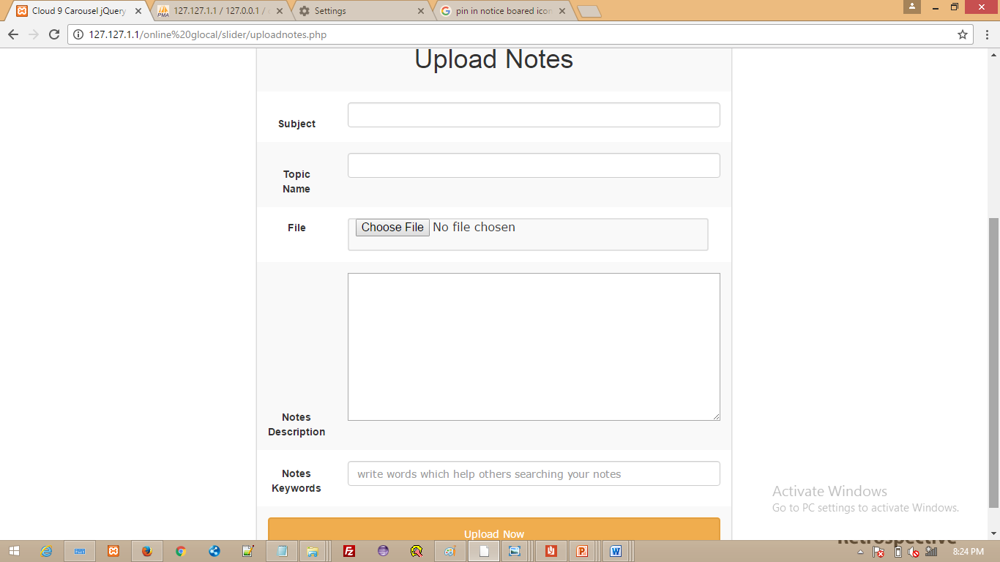 Cloud 9 Carousel jQuery
127.127.1.1 / 127.0.0.1 /
Settings
pin in notice boared icon
127.127.1.1/online%20glocal/slider/uploadnotes.php
Upload Notes
Subject
Topic
Name
File
Choose File No file chosen
Notes
Description
Notes
Keywords
write words which help others searching your notes
Activate Windows
Go to PC settings to activate Windows.
Upload Now
Retrospective
8:24 PM